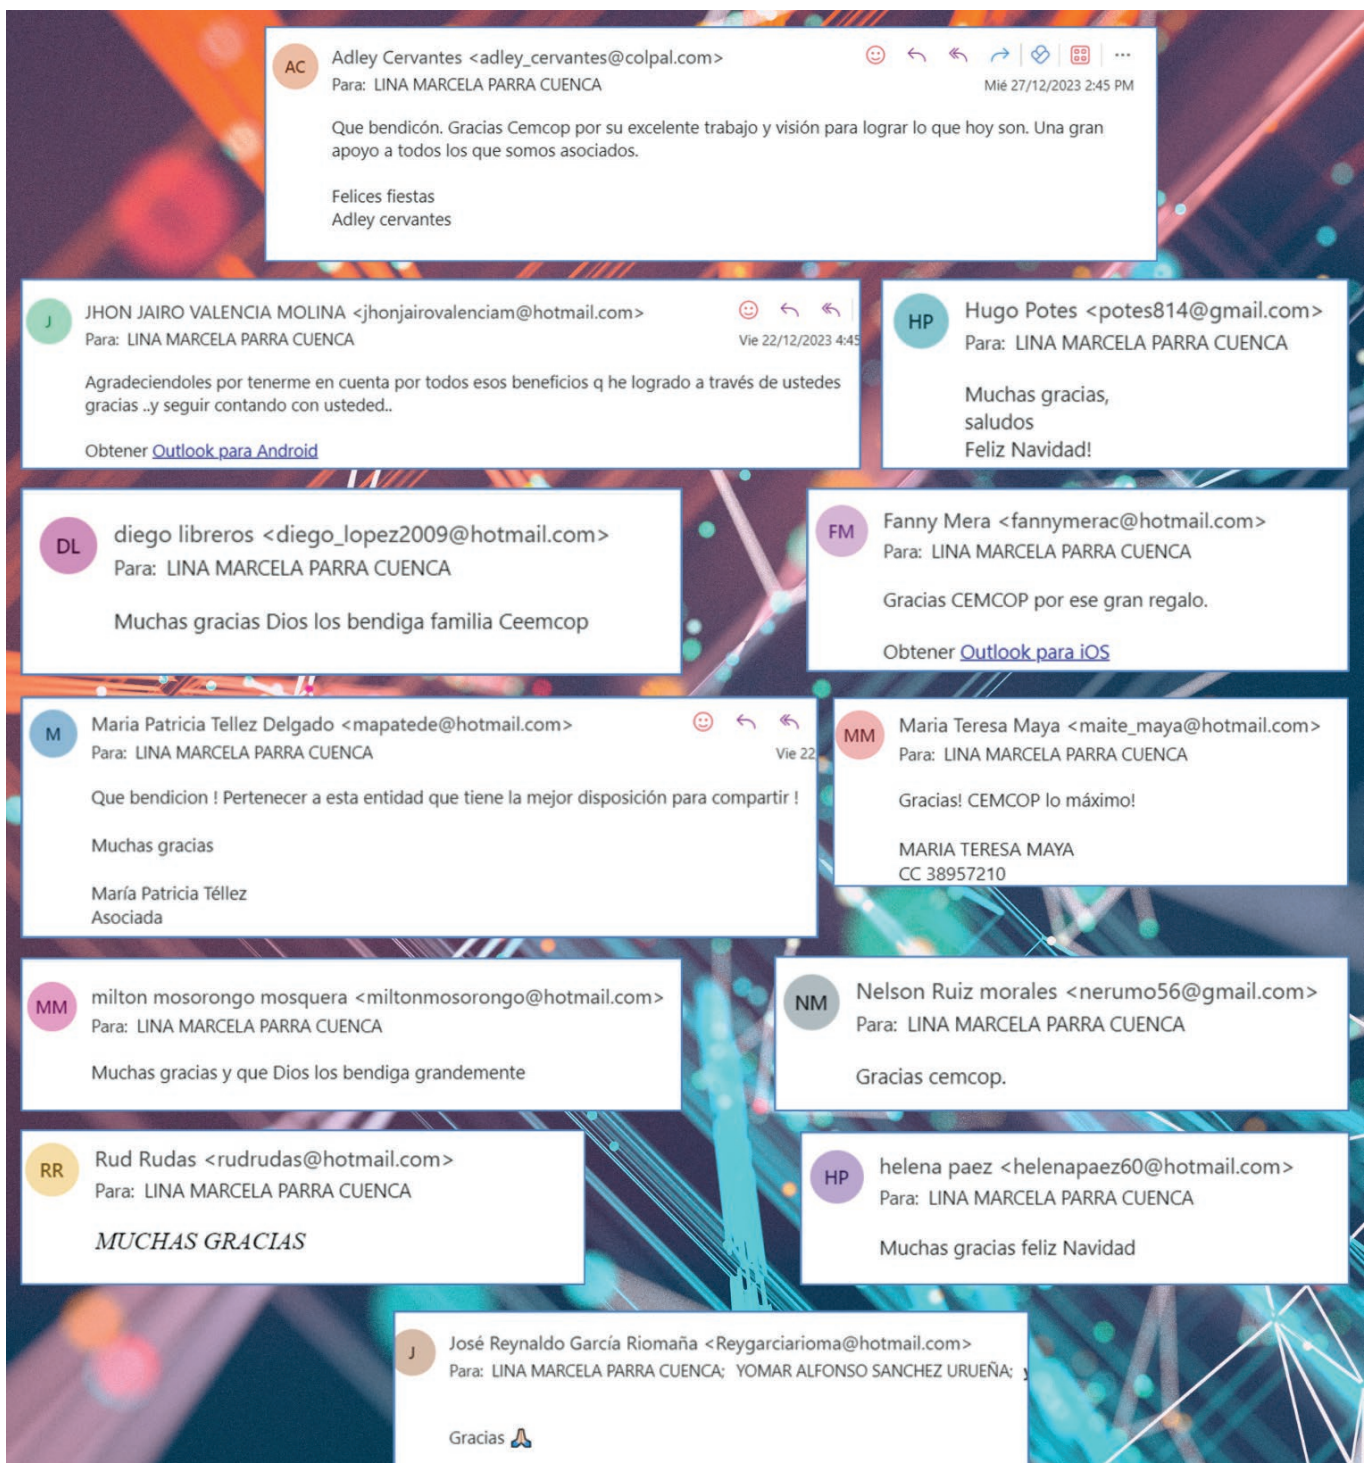 AC
Adley Cervantes <adley_cervantes@colpal.com>
Para: LINA MARCELA PARRA CUENCA
Mié 27/12/2023 2:45 PM
Que bendicón. Gracias Cemcop por su excelente trabajo y visión para lograr lo que hoy son. Una gran
apoyo a todos los que somos asociados.
Felices fiestas
Adley cervantes
J
JHON JAIRO VALENCIA MOLINA <jhonjairovalenciam@hotmail.com>
Para: LINA MARCELA PARRA CUENCA
Vie 22/12/2023 4:45
Agradeciendoles por tenerme en cuenta por todos esos beneficios q he logrado a través de ustedes
gracias ..y seguir contando con usteded..
Obtener Outlook para Android
HP
Hugo Potes <potes814@gmail.com>
Para: LINA MARCELA PARRA CUENCA
Muchas gracias,
saludos
Feliz Navidad!
DL
diego libreros <diego_lopez2009@hotmail.com>
Para: LINA MARCELA PARRA CUENCA
Muchas gracias Dios los bendiga familia Ceemcop
FM
Fanny Mera <fannymerac@hotmail.com>
Para: LINA MARCELA PARRA CUENCA
Gracias CEMCOP por ese gran regalo.
Obtener Outlook para iOS
M
Maria Patricia Tellez Delgado <mapatede@hotmail.com>
Para: LINA MARCELA PARRA CUENCA
Vie 22
Que bendicion ! Pertenecer a esta entidad que tiene la mejor disposición para compartir !
Muchas gracias
María Patricia Téllez
Asociada
MM
Maria Teresa Maya <maite_maya@hotmail.com>
Para: LINA MARCELA PARRA CUENCA
Gracias! CEMCOP lo máximo!
MARIA TERESA MAYA
CC 38957210
MM
milton mosorongo mosquera <miltonmosorongo@hotmail.com>
Para: LINA MARCELA PARRA CUENCA
Muchas gracias y que Dios los bendiga grandemente
NM
Nelson Ruiz morales <nerumo56@gmail.com>
Para: LINA MARCELA PARRA CUENCA
Gracias cemcop.
RR
Rud Rudas <rudrudas@hotmail.com>
Para: LINA MARCELA PARRA CUENCA
MUCHAS GRACIAS
HP
helena paez <helenapaez60@hotmail.com>
Para: LINA MARCELA PARRA CUENCA
Muchas gracias feliz Navidad
J
José Reynaldo García Riomaña <Reygarciarioma@hotmail.com>
Para: LINA MARCELA PARRA CUENCA; YOMAR ALFONSO SANCHEZ URUEÑA;
Gracias 🙏